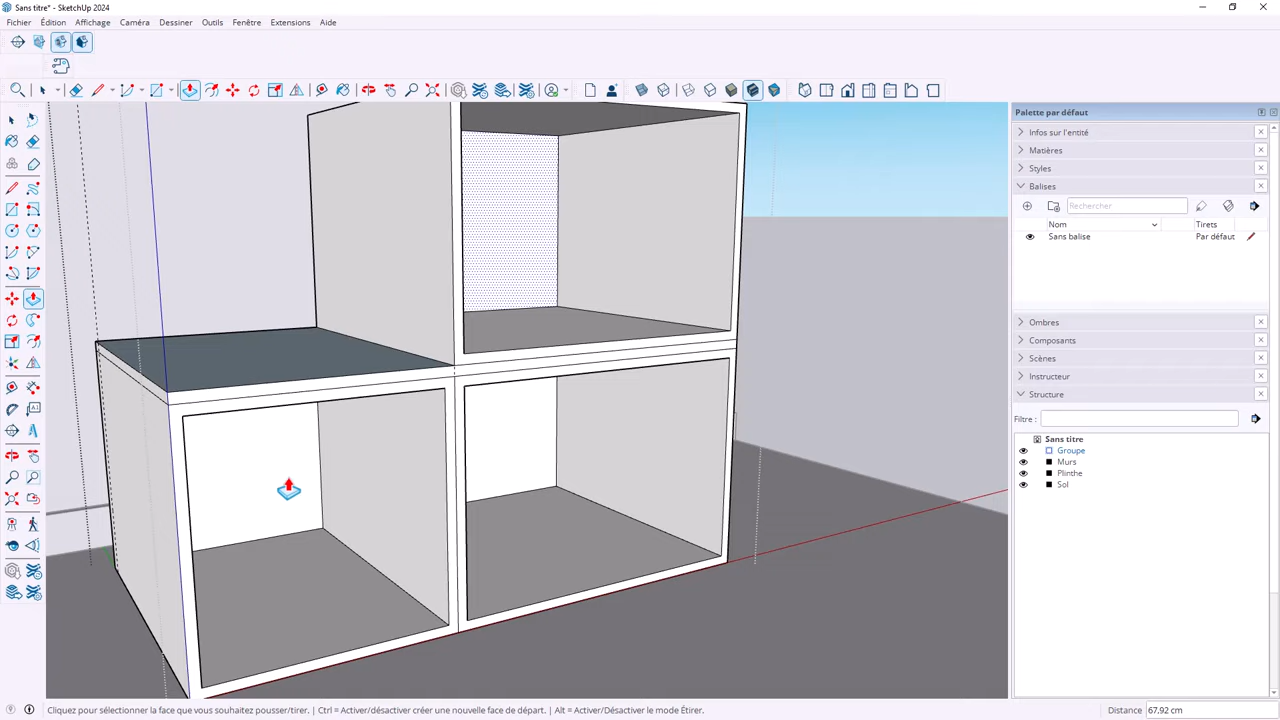 Sans titre* - SketchUp 2024
Fichier Édition Affichage Caméra Dessiner Outils Fenêtre Extensions Aide
Palette par défaut
Infos sur l'entité
Matières
Styles
Balises
Rechercher
Nom Tirets
Sans balise Par défaut
Ombres
Composants
Scènes
Instructeur
Structure
Filtre :
Sans titre
Groupe
Murs
Plinthe
Sol
Cliquez pour sélectionner la face que vous souhaitez pousser/tirer. | Ctrl = Activer/désactiver créer une nouvelle face de départ. | Alt = Activer/Désactiver le mode Étirer.
Distance 67,92 cm